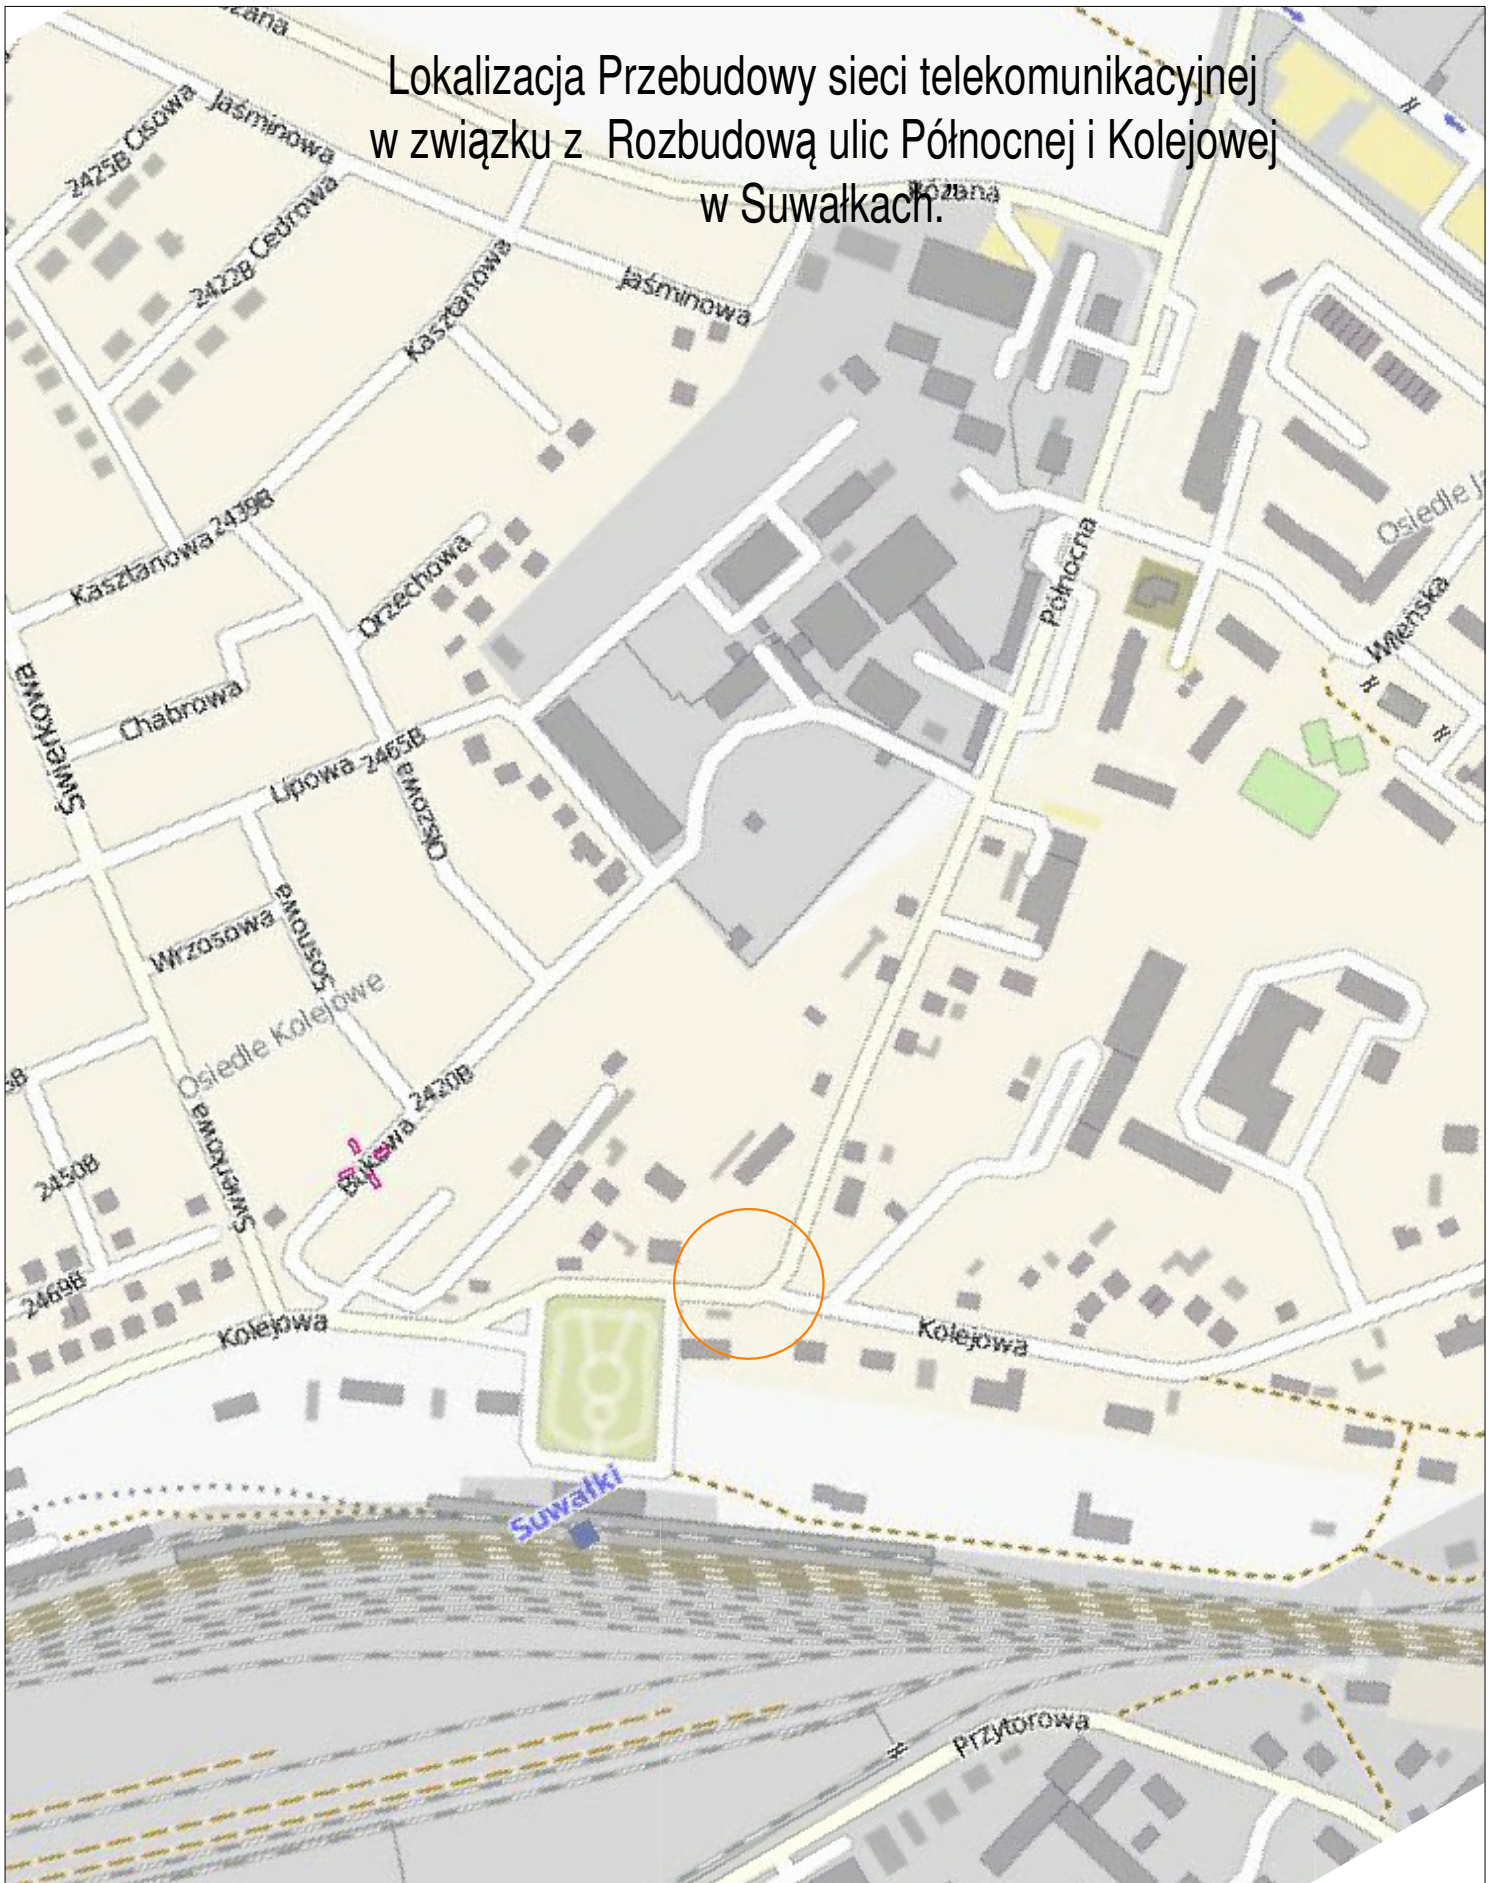 Lokalizacja Przebudowy sieci telekomunikacyjnej
w związku z  Rozbudową ulic Północnej i Kolejowej
w Suwałkach."
Różana
Jaśminowa
Cisowa
2425B
Cedrowa
2422B
Kasztanowa
Jaśminowa
2439B
Kasztanowa
Orzechowa
Północna
Osiedle
Wileńska
Świerkowa
Chabrowa
Lipowa
2465B
Olszowa
Wrzosowa
Sosnowa
Osiedle Kolejowe
2420B
Bukowa
Świerkowa
2450B
2469B
Kolejowa
Kolejowa
Suwałki
Przytorowa